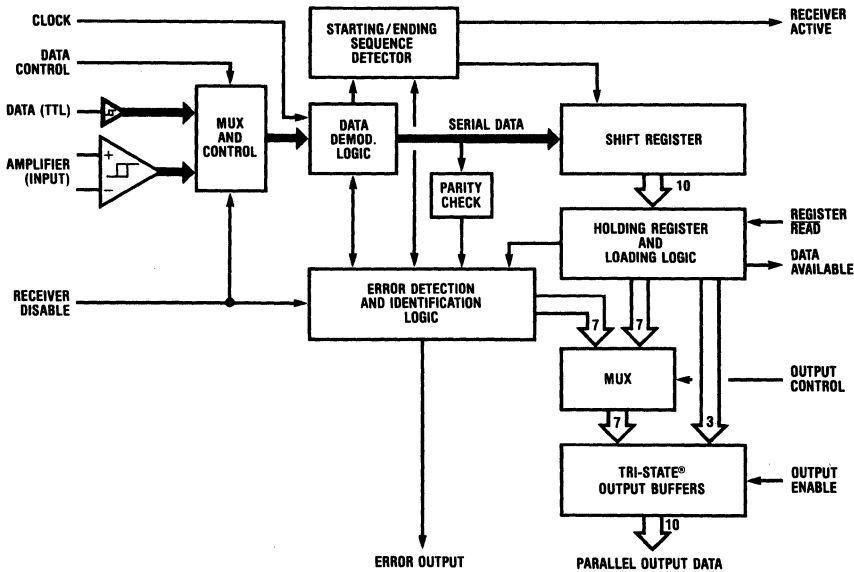 CLOCK
DATA
CONTROL
DATA (TTL)
AMPLIFIER
(INPUT)
+
−
MUX
AND
CONTROL
STARTING/ENDING
SEQUENCE
DETECTOR
RECEIVER
ACTIVE
DATA
DEMOD.
LOGIC
SERIAL DATA
SHIFT REGISTER
PARITY
CHECK
10
HOLDING REGISTER
AND
LOADING LOGIC
REGISTER
READ
DATA
AVAILABLE
RECEIVER
DISABLE
ERROR DETECTION
AND IDENTIFICATION
LOGIC
7
7
MUX
OUTPUT
CONTROL
7
3
TRI-STATE®
OUTPUT BUFFERS
OUTPUT
ENABLE
10
ERROR OUTPUT
PARALLEL OUTPUT DATA